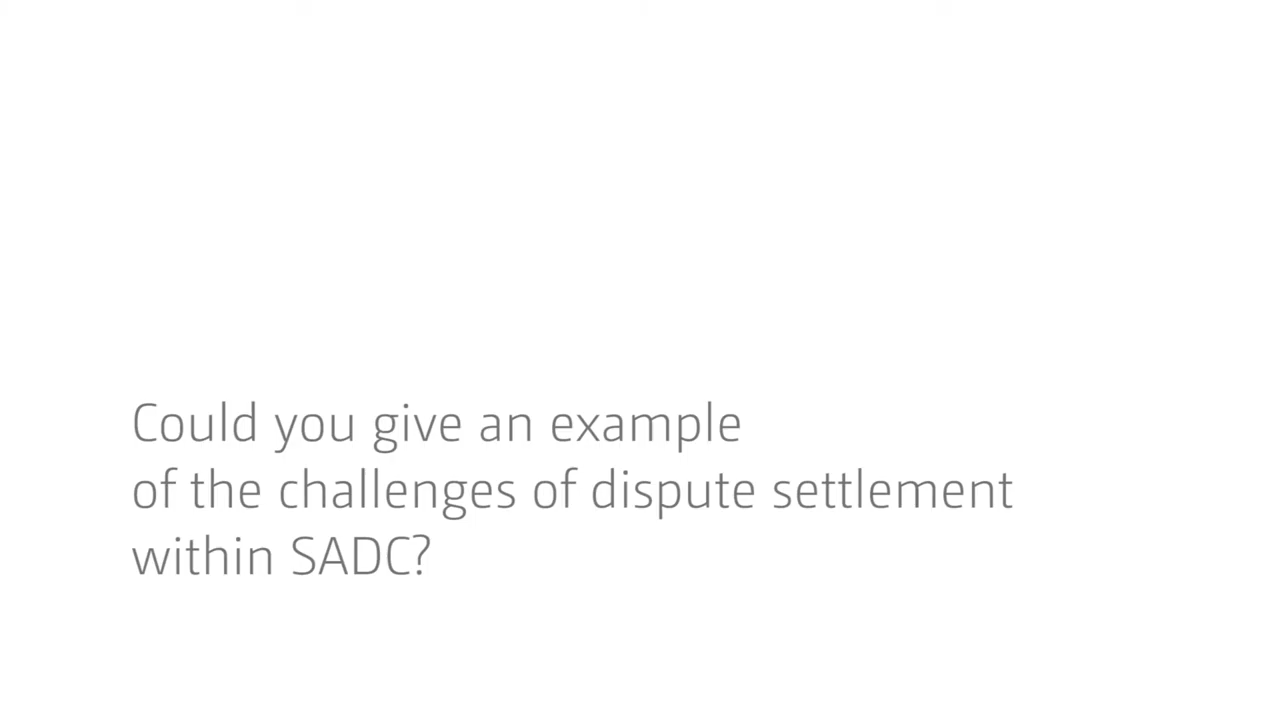 Could you give an example
of the challenges of dispute settlement
within SADC?